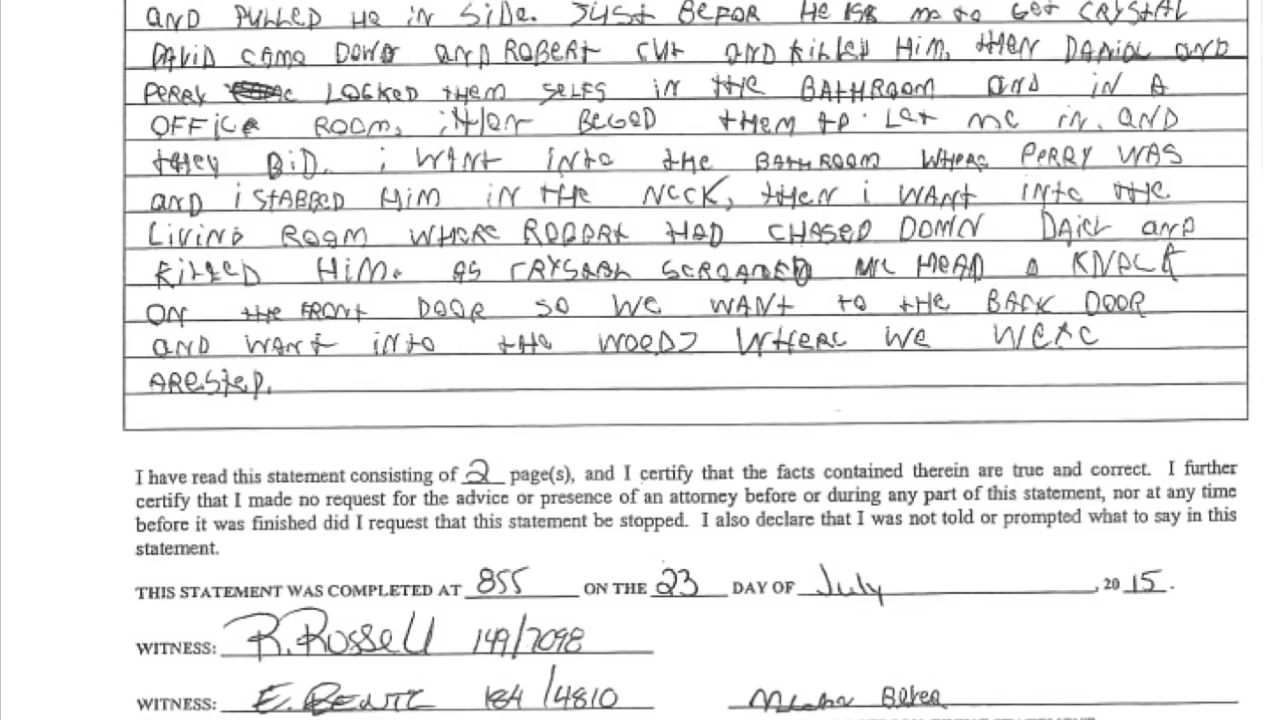 AND PULLED HE IN SIDE. JUST BEFOR HE me to GET CRYSTAL
DAVID CAME DOWN AND ROBERT CUT AND KILLED HIM, THEN DANIAL AND
PERRY LOCKED THEM SELFS IN THE BATHROOM AND IN A
OFFICE ROOM, i THEN BEGED THEM TO LET ME IN. AND
THEY DID. i WANT INTO THE BATHROOM WHERE PERRY WAS
AND i STABBED HIM IN THE NECK, THEN i WANT INTO THE
LIVING ROOM WHERE ROBERT HAD CHASED DOWN AND
KILLED HIM. AS SCREAMED WE HEAD A KNACK
ON THE FRONT DOOR SO WE WANT TO THE BACK DOOR
AND WANT INTO THE WOODS WHERE WE WERE
ARESTED.
I have read this statement consisting of 2 page(s), and I certify that the facts contained therein are true and correct. I further
certify that I made no request for the advice or presence of an attorney before or during any part of this statement, nor at any time
before it was finished did I request that this statement be stopped. I also declare that I was not told or prompted what to say in this
statement.
THIS STATEMENT WAS COMPLETED AT 855 ON THE 23 DAY OF July, 20 15.
WITNESS: R. Russell 149/7098
WITNESS: E. 184/4810